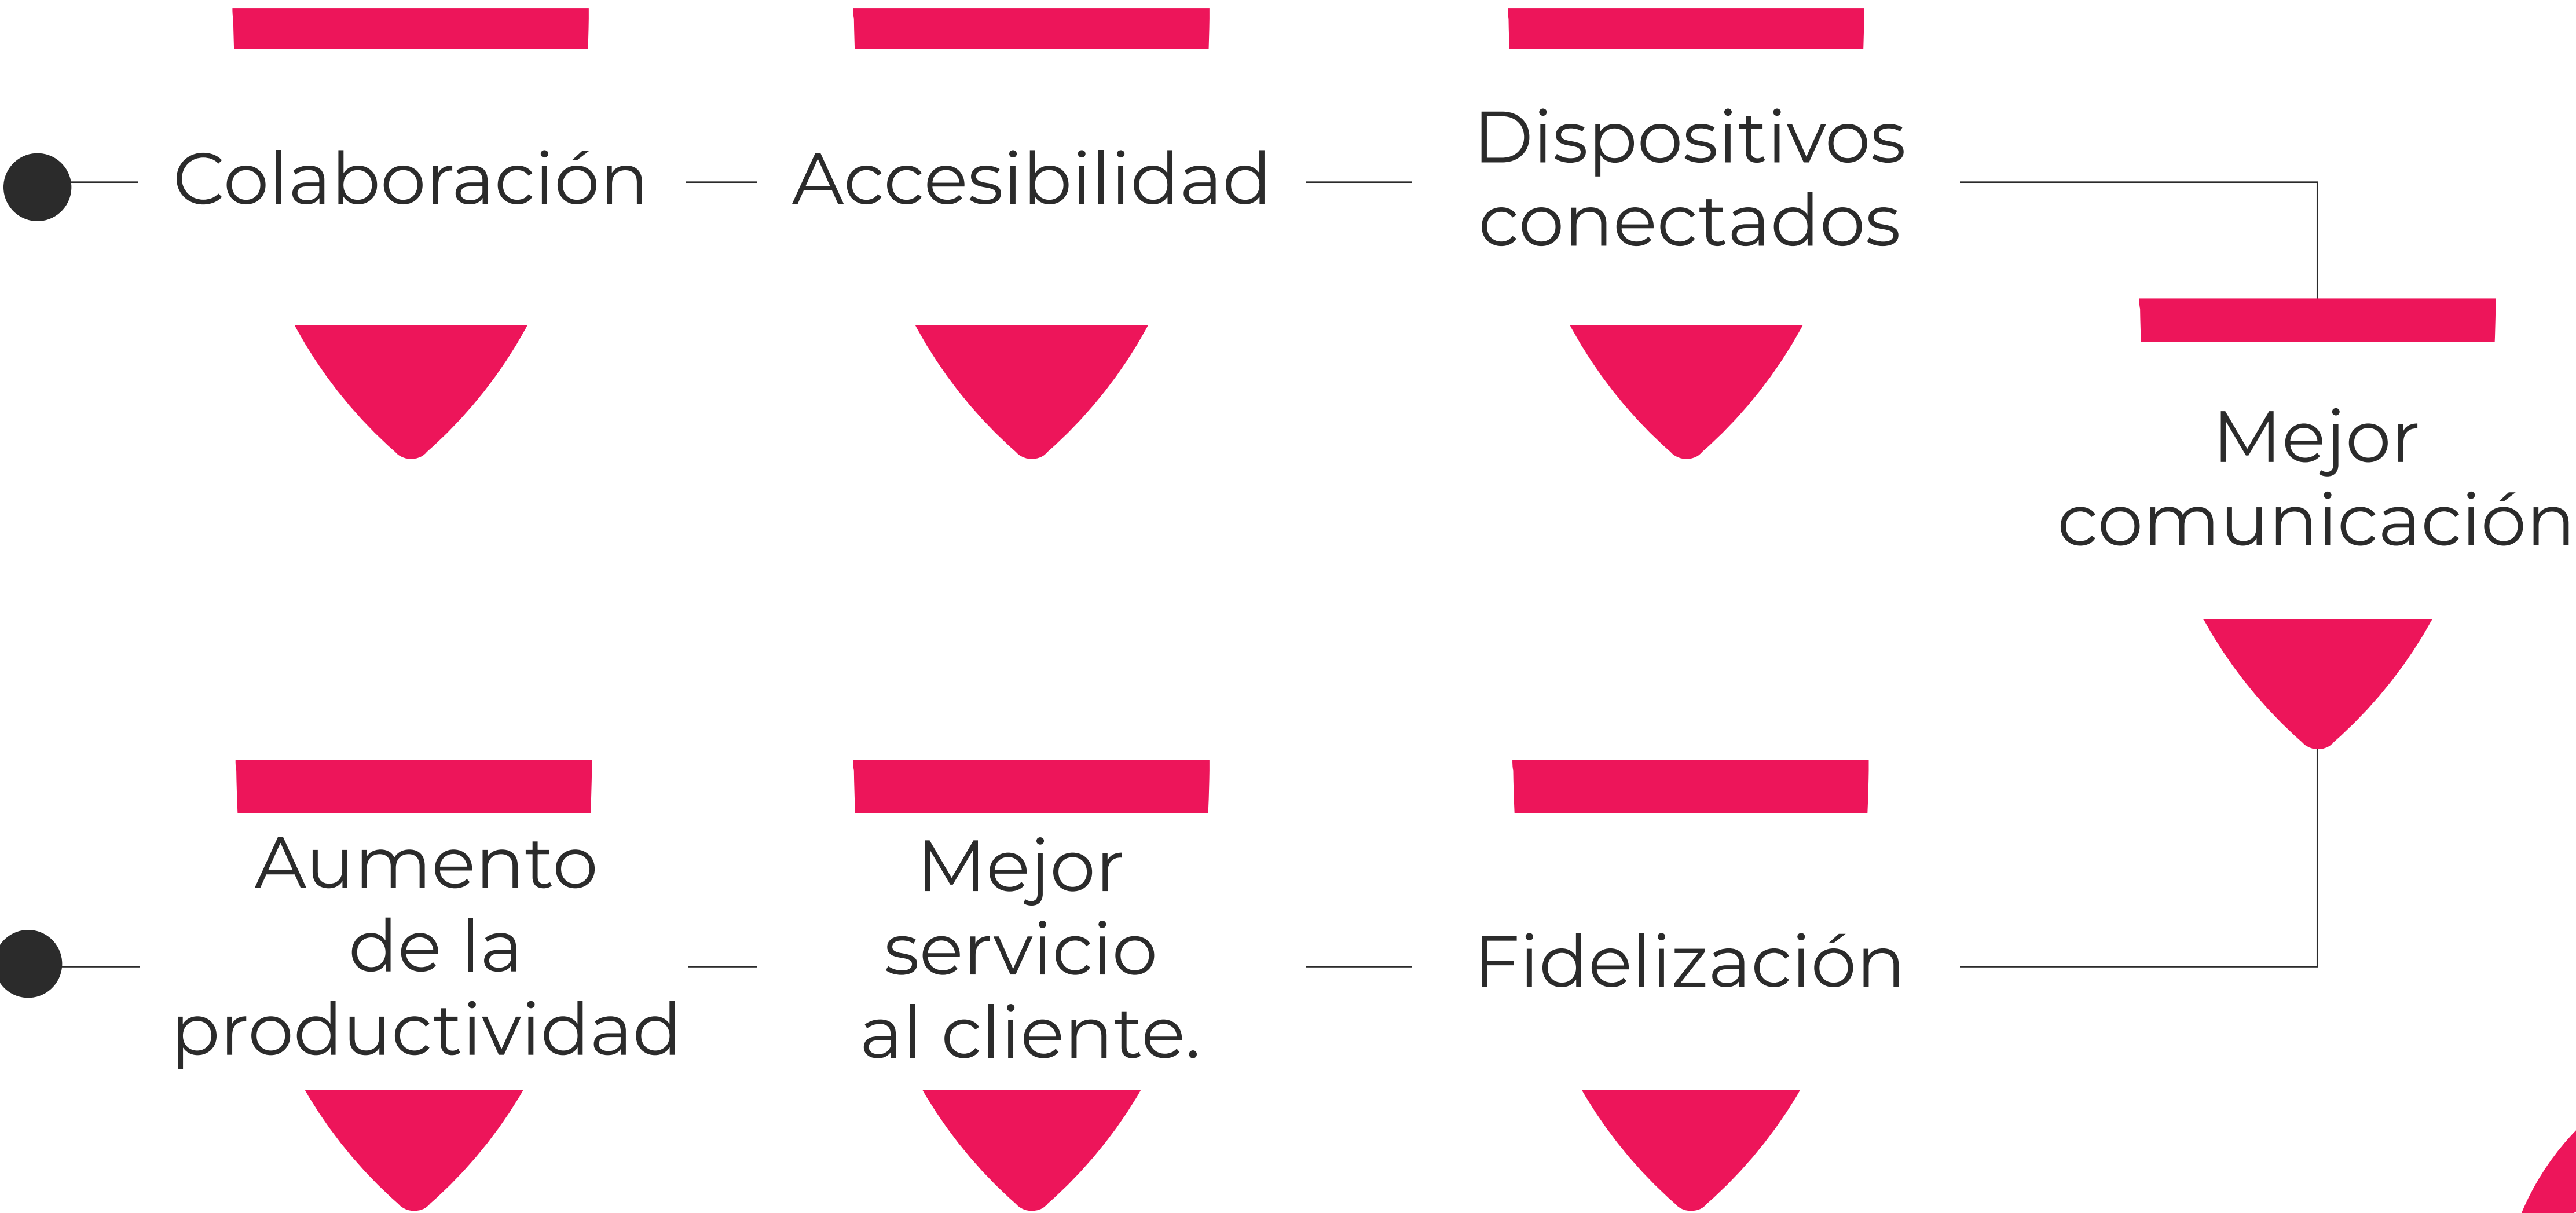 Colaboración
Accesibilidad
Dispositivos
conectados
Mejor
comunicación
Aumento
de la
productividad
Mejor
servicio
al cliente.
Fidelización